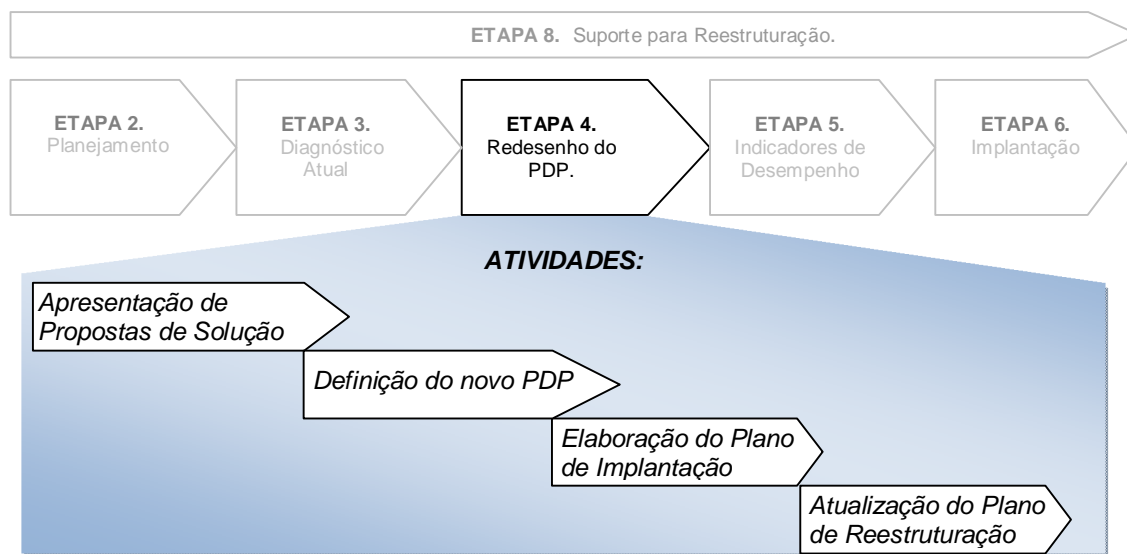 ETAPA 8. Suporte para Reestruturação.
ETAPA 2.
Planejamento
ETAPA 3.
Diagnóstico
Atual
ETAPA 4.
Redesenho do
PDP.
ETAPA 5.
Indicadores de
Desempenho
ETAPA 6.
Implantação
ATIVIDADES:
Apresentação de
Propostas de Solução
Definição do novo PDP
Elaboração do Plano
de Implantação
Atualização do Plano
de Reestruturação